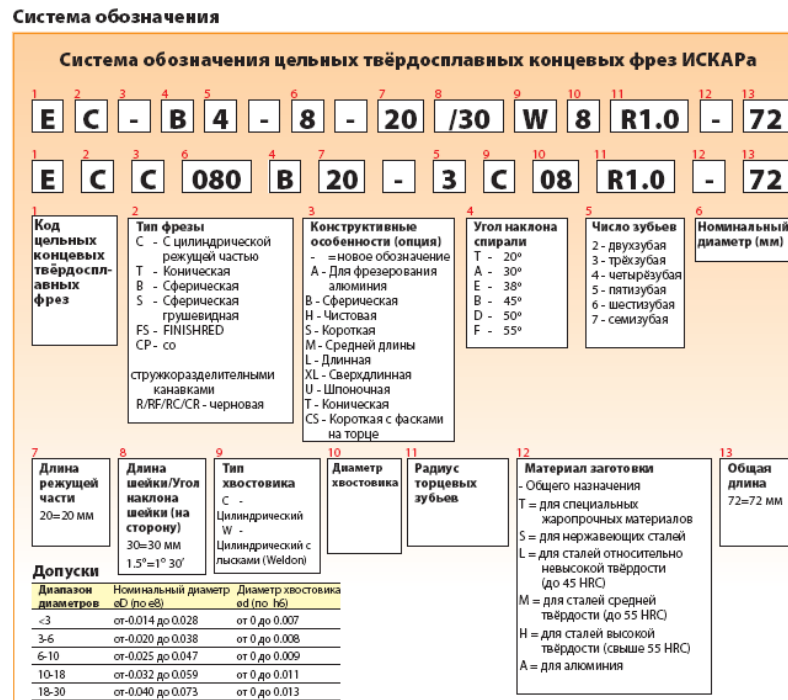 Система обозначения
Система обозначения цельных твёрдосплавных концевых фрез ИСКАРа
1 2 3 4 5 6 7 8 9 10 11 12 13
E C - B 4 - 8 - 20 /30 W 8 R1.0 - 72
1 2 3 6 4 7 5 9 10 11 12 13
E C C 080 B 20 - 3 C 08 R1.0 - 72
1
Код
цельных
концевых
твёрдоспл-
авных
фрез
2
Тип фрезы
C - С цилиндрической
режущей частью
T - Коническая
B - Сферическая
S - Сферическая
грушевидная
FS - FINISHRED
CP - со
стружкоразделителными
канавками
R/RF/RC/CR - черновая
3
Конструктивные
особенности (опция)
- =новое обозначение
A - Для фрезерования
алюминия
B - Сферическая
H - Чистовая
S - Короткая
M - Средней длины
L - Длинная
XL - Сверхдлинная
U - Шпоночная
T - Коническая
CS - Короткая с фасками
на торце
4
Угол наклона
спирали
T - 20º
A - 30º
E - 38º
B - 45º
D - 50º
F - 55º
5
Число зубьев
2 - двухзубая
3 - трёхзубая
4 - четырёзубая
5 - пятизубая
6 - шестизубая
7 - семизубая
6
Номинальный
диаметр (мм)
7
Длина
режущей
части
20=20 мм
8
Длина
шейки/Угол
наклона
шейки (на
сторону)
30=30 мм
1.5º=1º 30'
9
Тип
хвостовика
C -
Цилиндрический
W -
Цилиндрический с
лысками (Weldon)
10
Диаметр
хвостовика
11
Радиус
торцевых
зубьев
12
Материал заготовки
- Общего назначения
T = для специальных
жаропрочных материалов
S = для нержавеющих сталей
L = для сталей относительно
невысокой твёрдости
(до 45 HRC)
M = для сталей средней
твёрдости (до 55 HRC)
H = для сталей высокой
твёрдости (свыше 55 HRC)
A = для алюминия
13
Общая
длина
72=72 мм
Допуски
Диапазон Номинальный диаметр Диаметр хвостовика
диаметров øD (по e8) ød (по h6)
<3 от-0.014 до 0.028 от 0 до 0.007
3-6 от-0.020 до 0.038 от 0 до 0.008
6-10 от-0.025 до 0.047 от 0 до 0.009
10-18 от-0.032 до 0.059 от 0 до 0.011
18-30 от-0.040 до 0.073 от 0 до 0.013